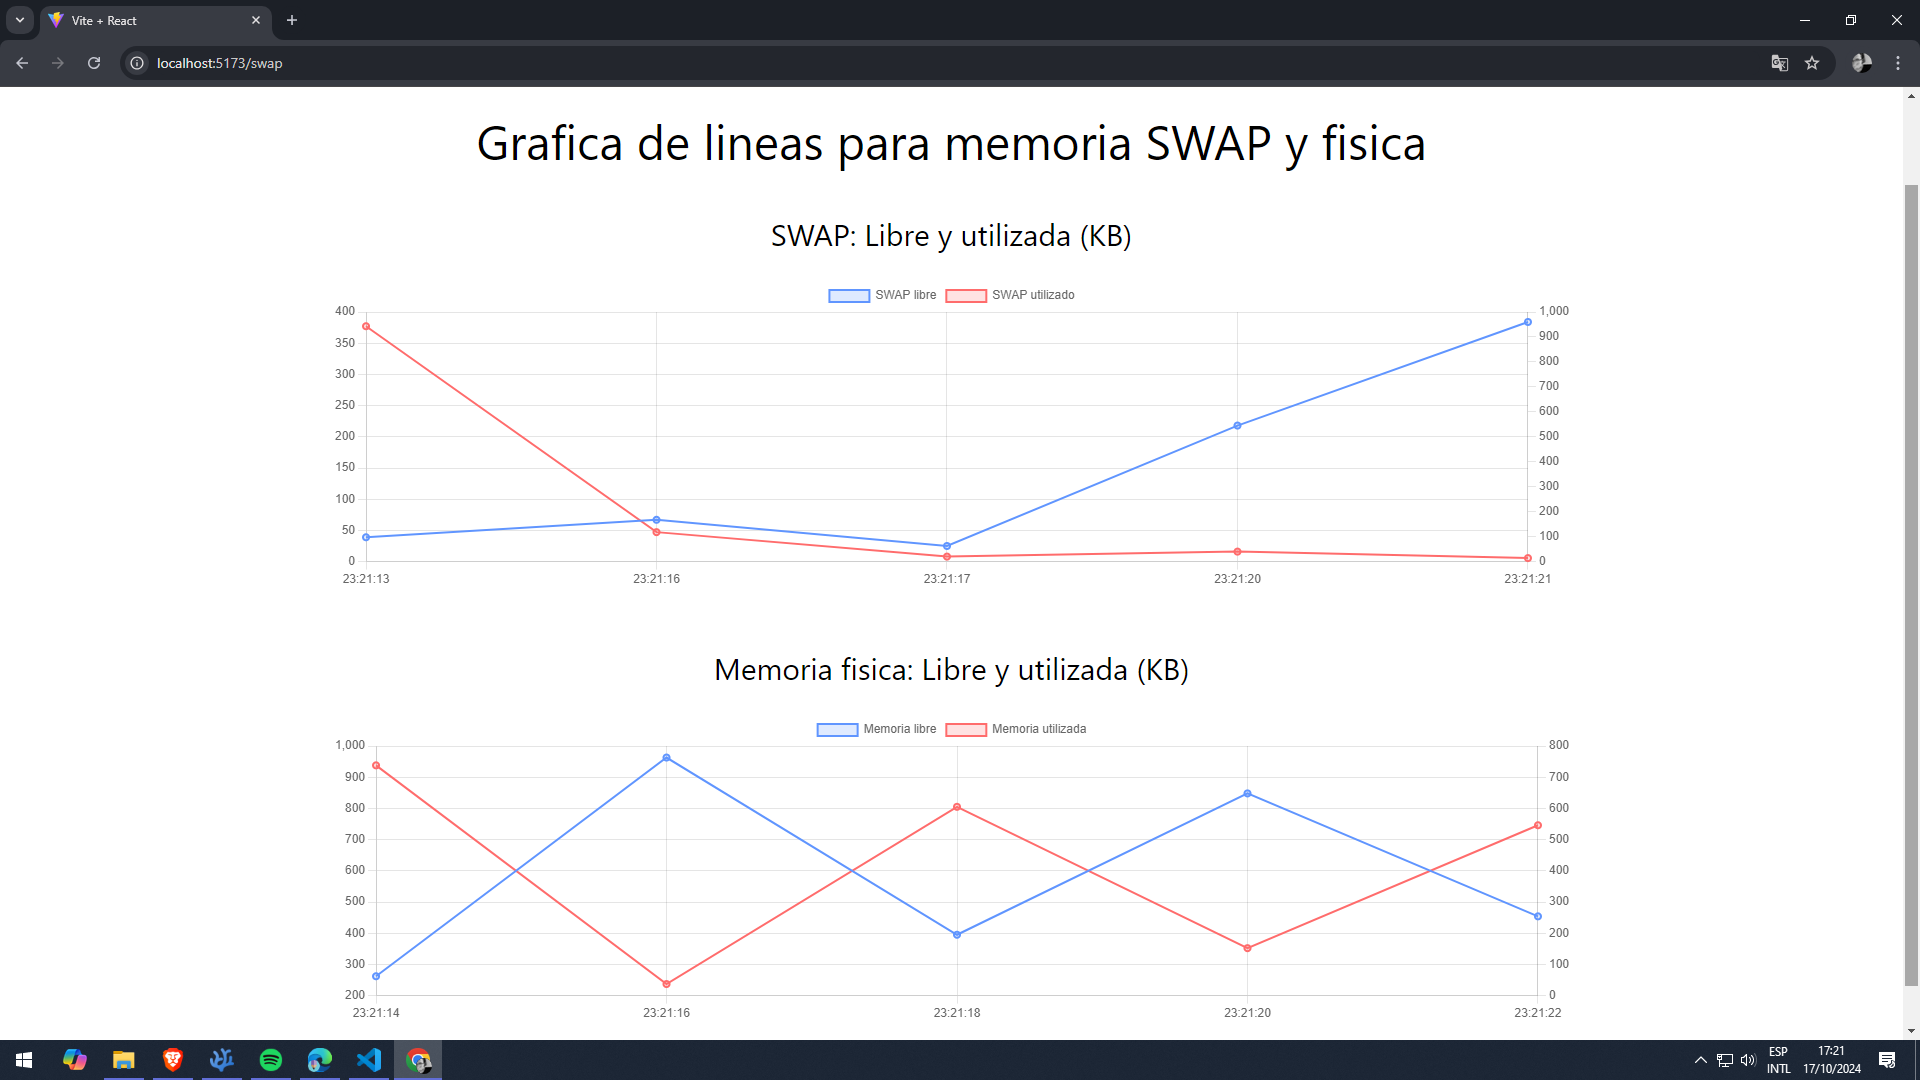 Vite + React
localhost:5173/swap
Grafica de lineas para memoria SWAP y fisica
SWAP: Libre y utilizada (KB)
SWAP libre SWAP utilizado
400 1,000
350 900
300 800
250 700
200 600
150 500
100 400
50 300
0 200
100
0
23:21:13 23:21:16 23:21:17 23:21:20 23:21:21
Memoria fisica: Libre y utilizada (KB)
Memoria libre Memoria utilizada
1,000 800
900 700
800 600
700 500
600 400
500 300
400 200
300 100
200 0
23:21:14 23:21:16 23:21:18 23:21:20 23:21:22
ESP 17:21
INTL 17/10/2024